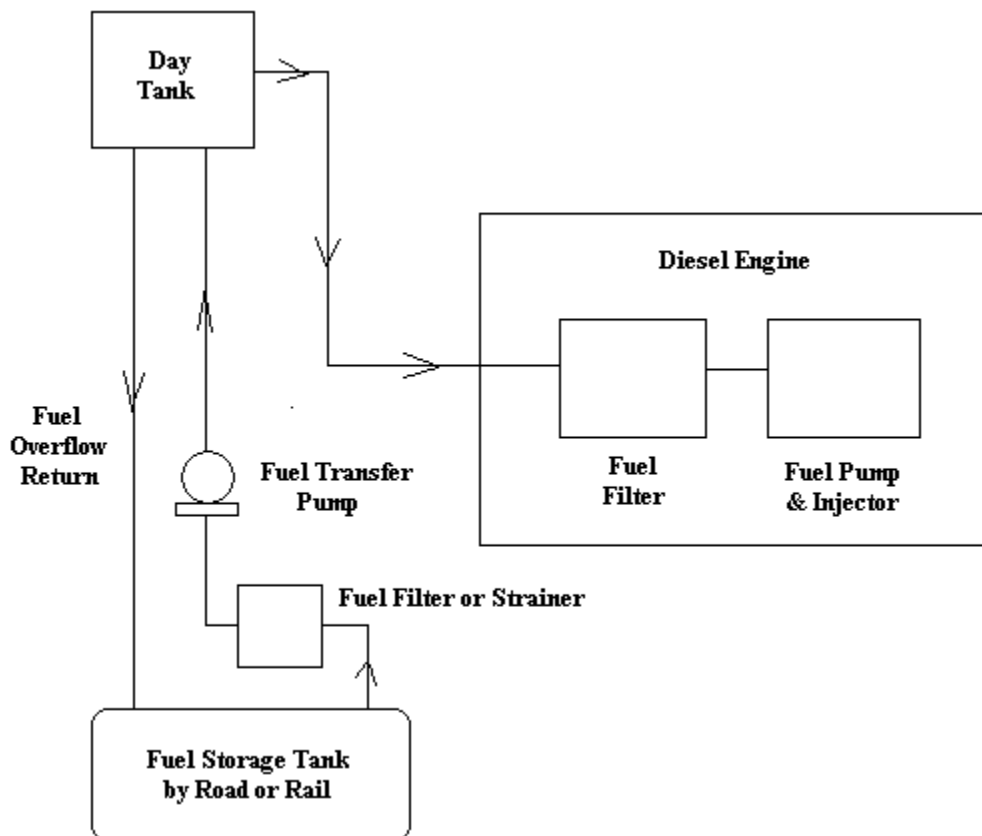 Day
Tank
Diesel Engine
Fuel
Overflow
Return
Fuel Transfer
Pump
Fuel
Filter
Fuel Pump
& Injector
Fuel Filter or Strainer
Fuel Storage Tank
by Road or Rail